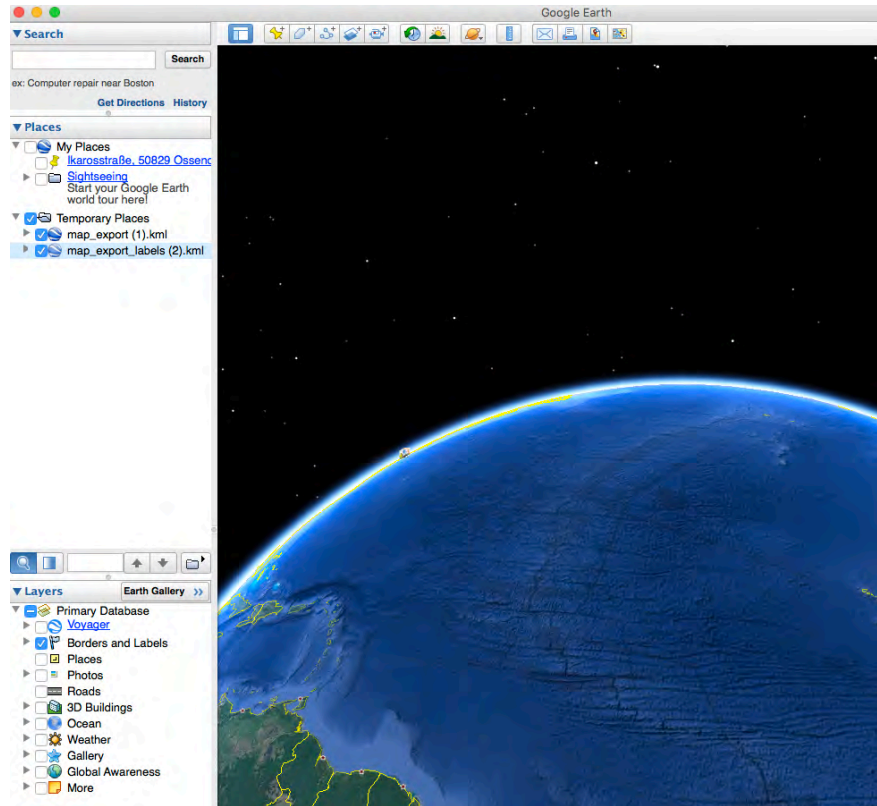 Google Earth
Search
Search
ex: Computer repair near Boston
Get Directions History
Places
My Places
Ikarosstraße, 50829 Ossenc
Sightseeing
Start your Google Earth
world tour here!
Temporary Places
map_export (1).kml
map_export_labels (2).kml
Layers
Earth Gallery >>
Primary Database
Voyager
Borders and Labels
Places
Photos
Roads
3D Buildings
Ocean
Weather
Gallery
Global Awareness
More